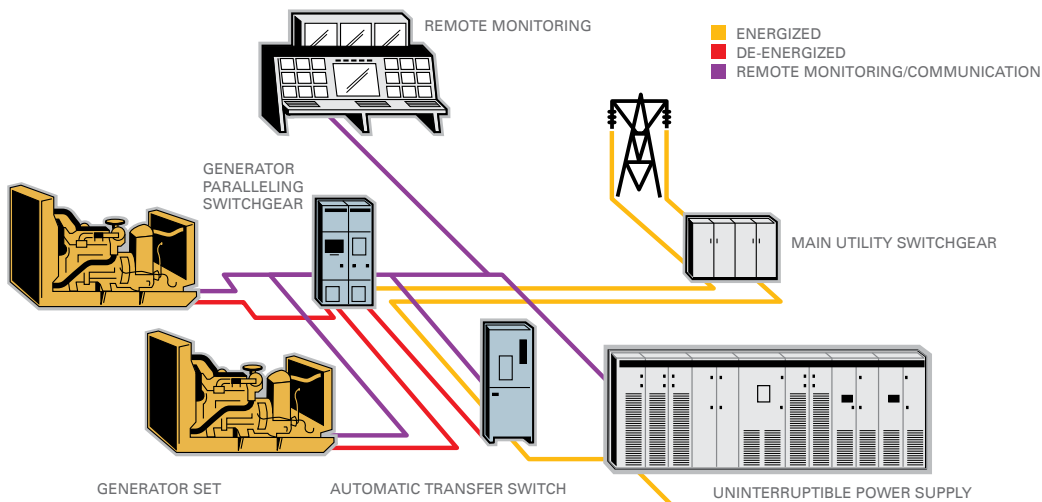 REMOTE MONITORING
ENERGIZED
DE-ENERGIZED
REMOTE MONITORING/COMMUNICATION
GENERATOR
PARALLELING
SWITCHGEAR
MAIN UTILITY SWITCHGEAR
GENERATOR SET
AUTOMATIC TRANSFER SWITCH
UNINTERRUPTIBLE POWER SUPPLY